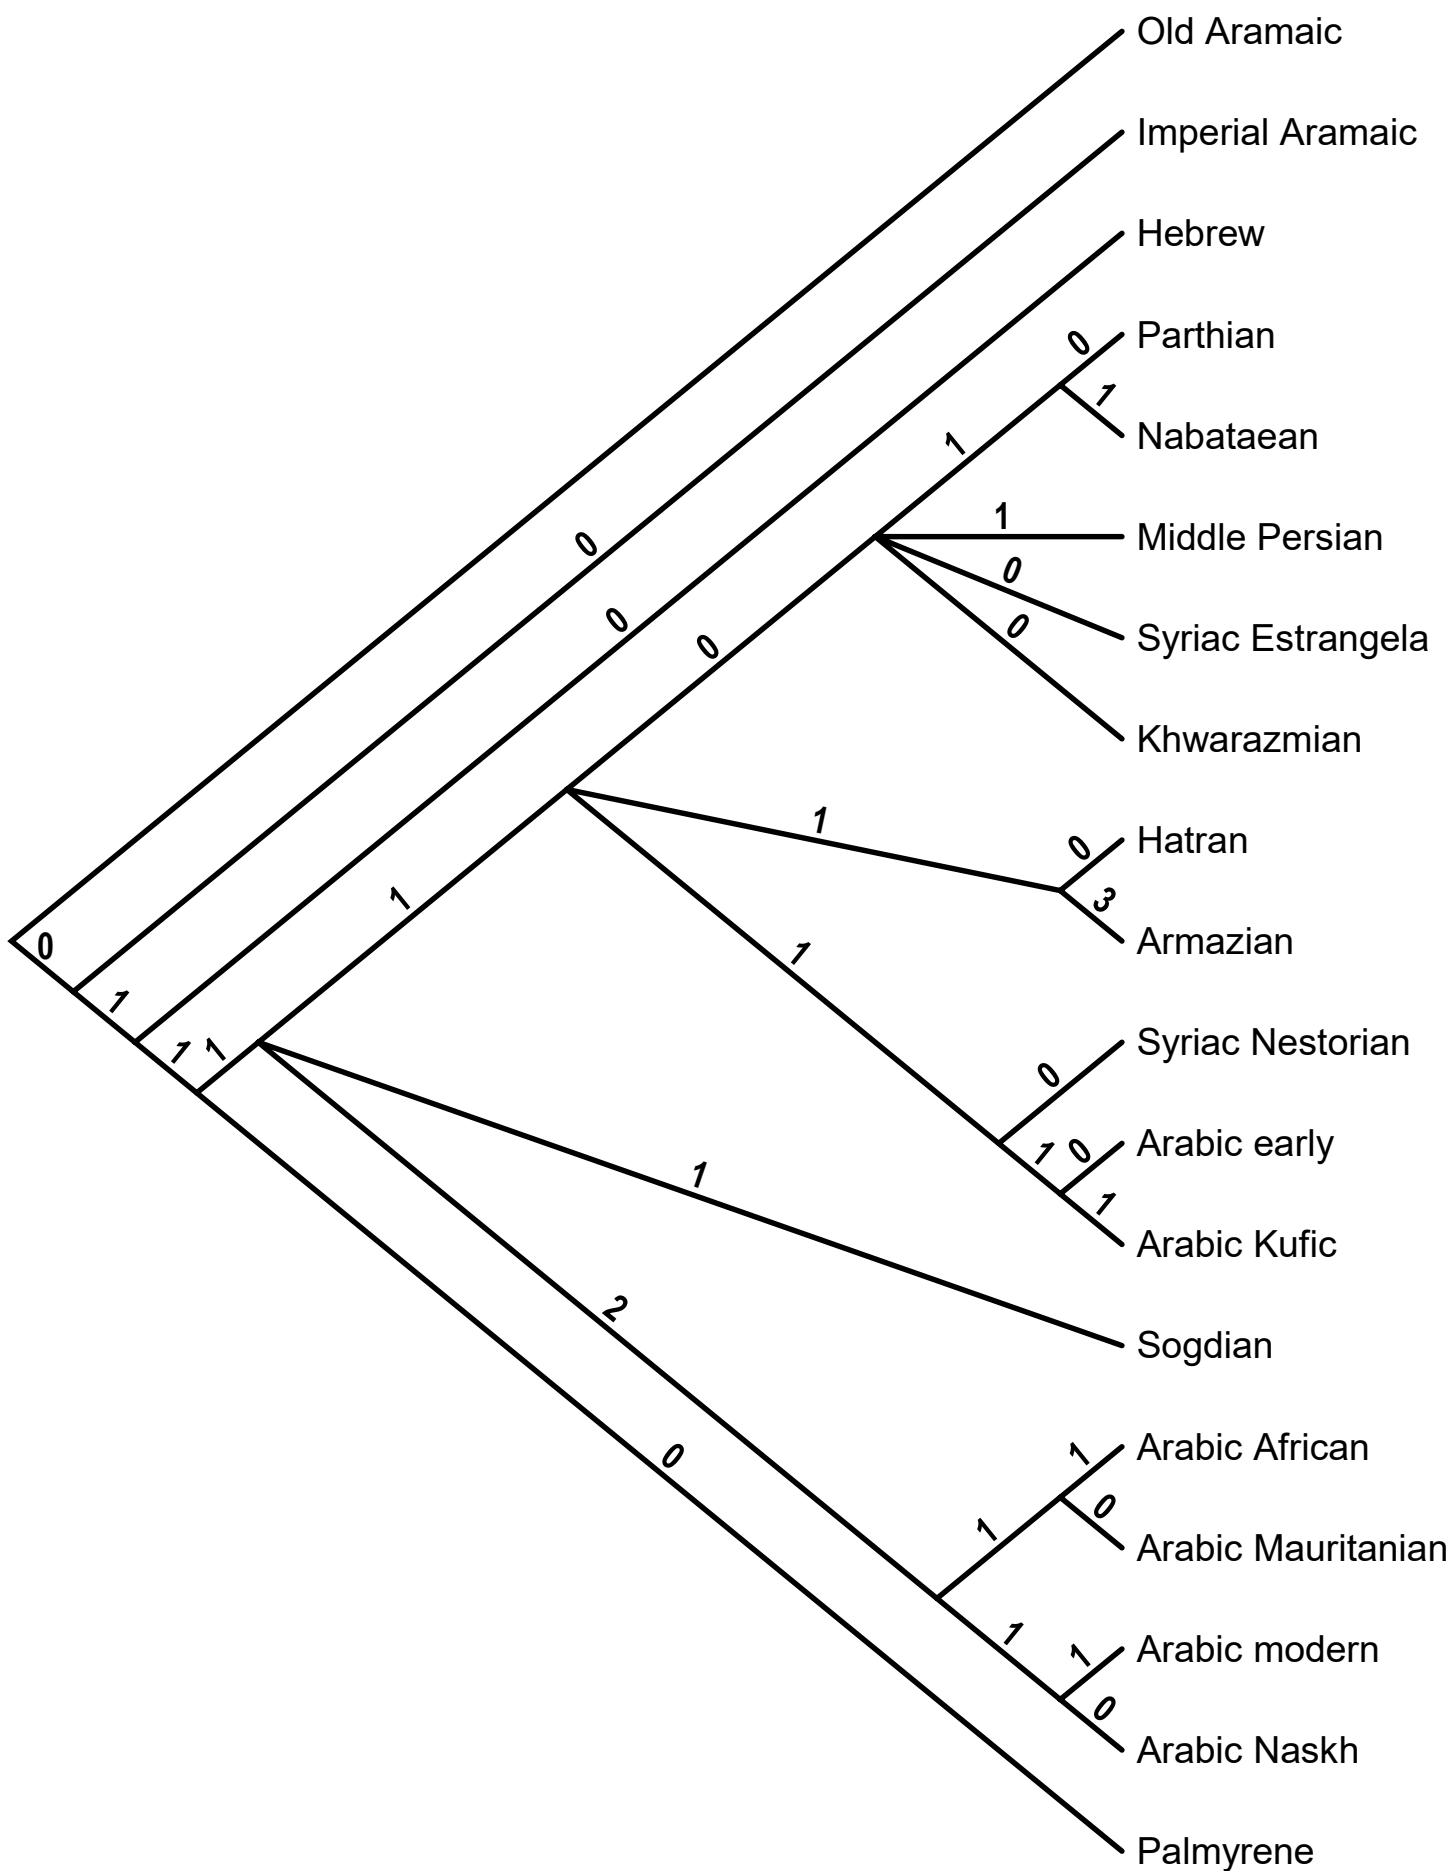 Old Aramaic
Imperial Aramaic
Hebrew
0
Parthian
1
Nabataean
1
1
Middle Persian
0
0
Syriac Estrangela
0
0
0
Khwarazmian
1
0
Hatran
1
3
Armazian
0
1
1
Syriac Nestorian
1
1
0
0
Arabic early
1
1
1
Arabic Kufic
2
Sogdian
0
1
Arabic African
0
1
Arabic Mauritanian
1
1
Arabic modern
0
Arabic Naskh
Palmyrene